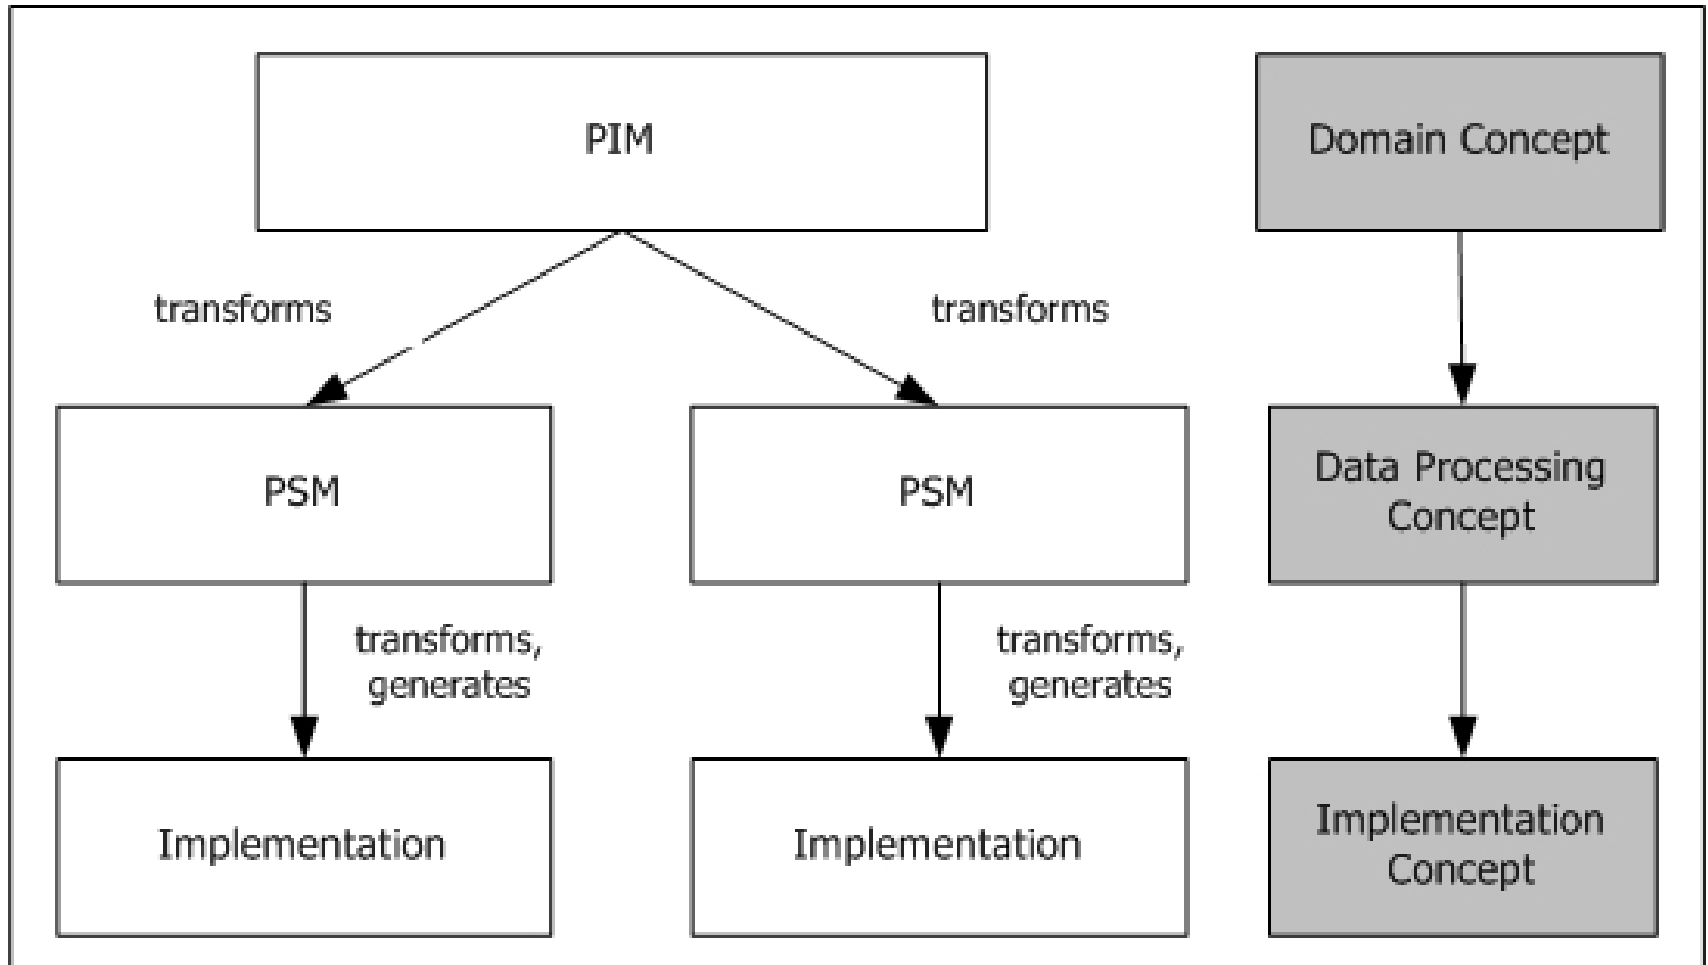 PIM
Domain Concept
transforms
transforms
PSM
PSM
Data Processing
Concept
transforms,
generates
transforms,
generates
Implementation
Implementation
Implementation
Concept